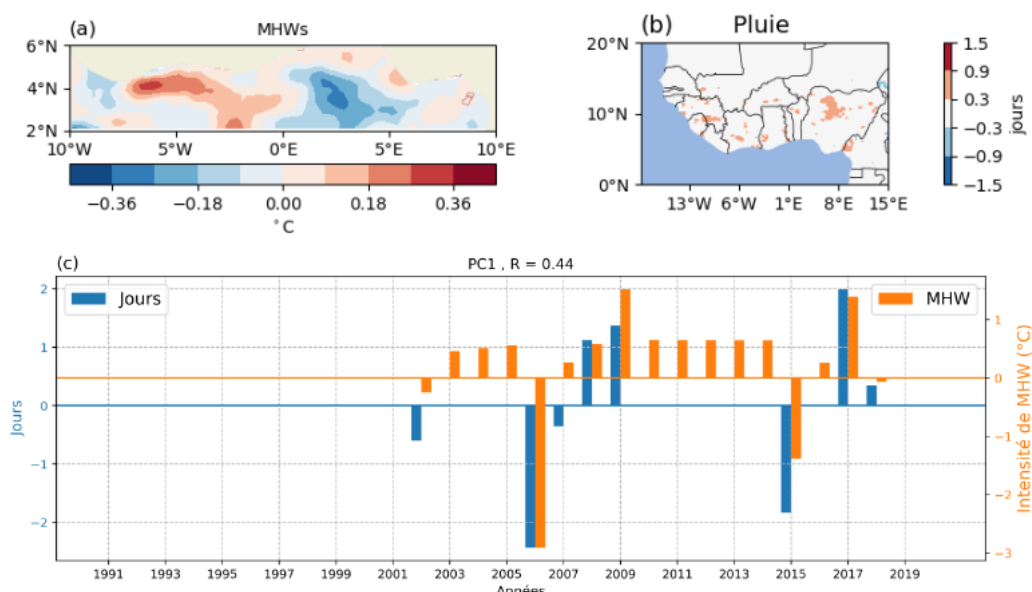 (a) MHWs
6°N
4°N
2°N
10°W 5°W 0°E 5°E 10°E
−0.36 −0.18 0.00 0.18 0.36
°C
(b) Pluie
20°N
10°N
0°N
13°W 6°W 1°E 8°E 15°E
1.5
0.9
0.3
−0.3
−0.9
−1.5
jours
(c) PC1 , R = 0.44
Jours
MHW
2
1
0
−1
−2
Jours
1
0
−1
−2
−3
Intensité de MHW (°C)
1991 1993 1995 1997 1999 2001 2003 2005 2007 2009 2011 2013 2015 2017 2019
Années